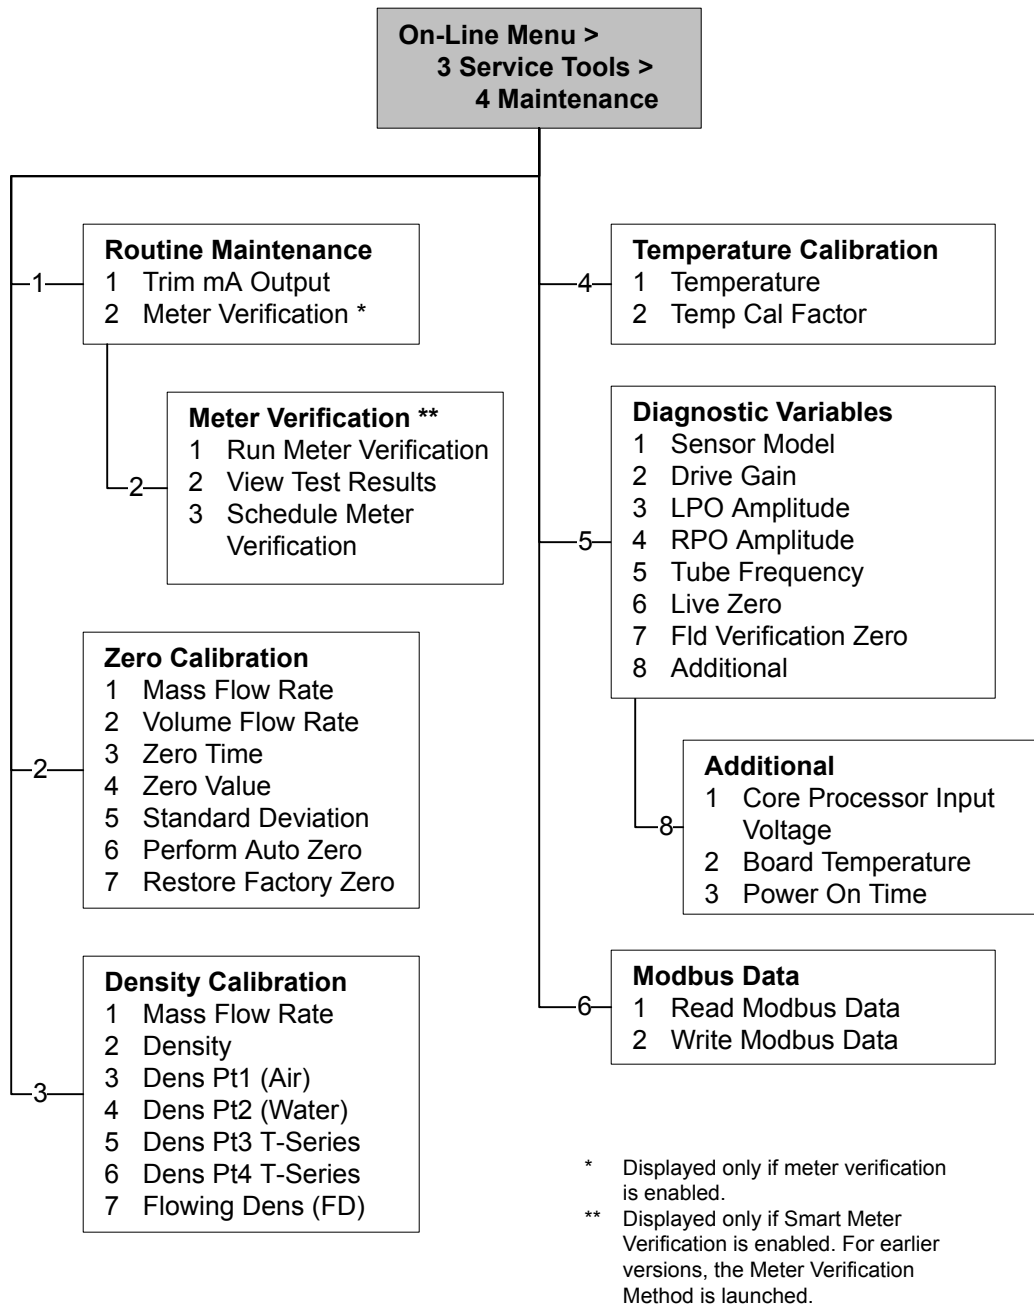 On-Line Menu >
3 Service Tools >
4 Maintenance
1
Routine Maintenance
1 Trim mA Output
2 Meter Verification *
2
Meter Verification **
1 Run Meter Verification
2 View Test Results
3 Schedule Meter
Verification
2
Zero Calibration
1 Mass Flow Rate
2 Volume Flow Rate
3 Zero Time
4 Zero Value
5 Standard Deviation
6 Perform Auto Zero
7 Restore Factory Zero
3
Density Calibration
1 Mass Flow Rate
2 Density
3 Dens Pt1 (Air)
4 Dens Pt2 (Water)
5 Dens Pt3 T-Series
6 Dens Pt4 T-Series
7 Flowing Dens (FD)
4
Temperature Calibration
1 Temperature
2 Temp Cal Factor
5
Diagnostic Variables
1 Sensor Model
2 Drive Gain
3 LPO Amplitude
4 RPO Amplitude
5 Tube Frequency
6 Live Zero
7 Fld Verification Zero
8 Additional
8
Additional
1 Core Processor Input
Voltage
2 Board Temperature
3 Power On Time
6
Modbus Data
1 Read Modbus Data
2 Write Modbus Data
* Displayed only if meter verification
is enabled.
** Displayed only if Smart Meter
Verification is enabled. For earlier
versions, the Meter Verification
Method is launched.